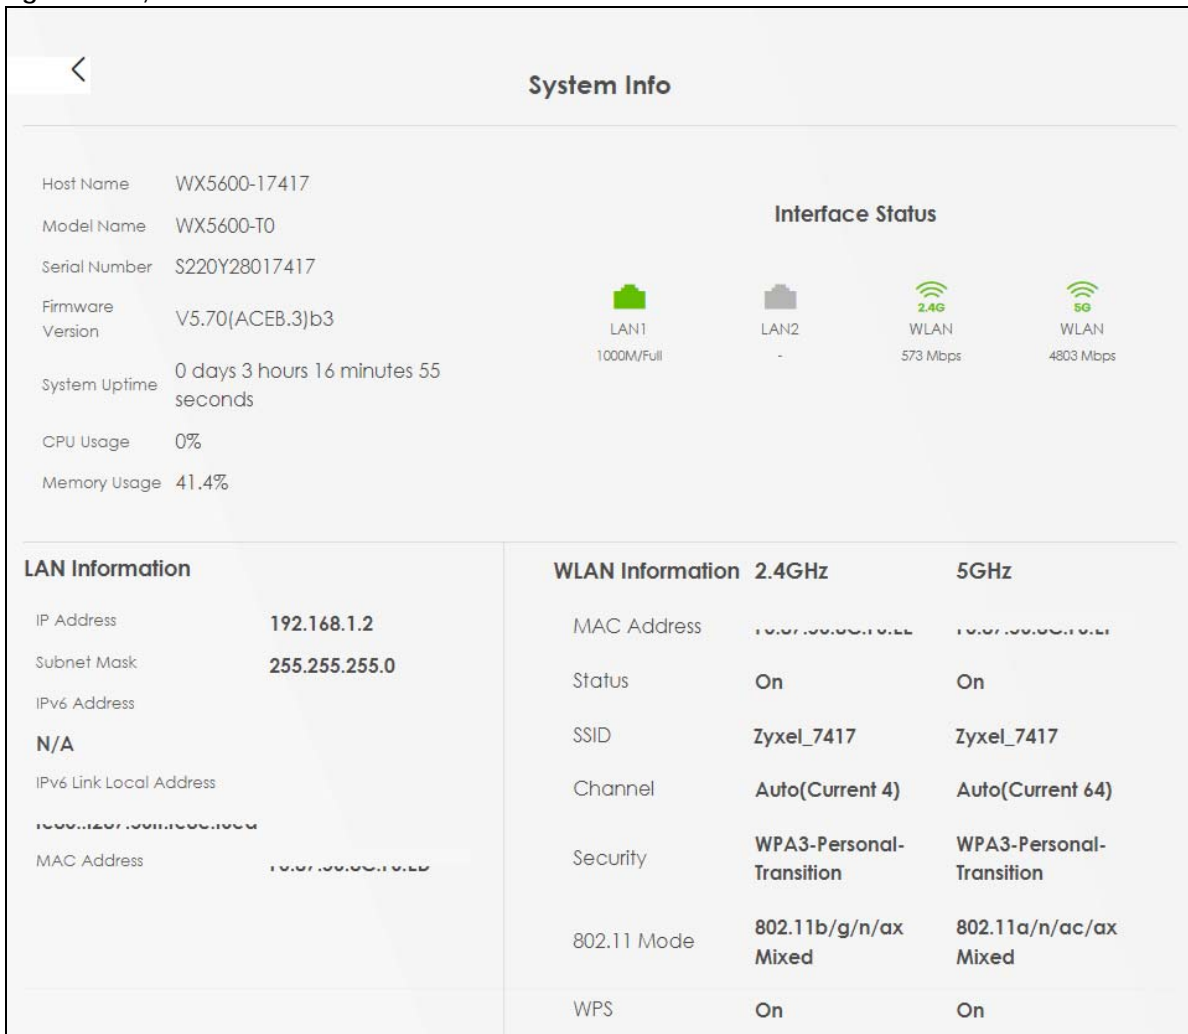 System Info
Host Name WX5600-17417
Model Name WX5600-T0
Serial Number S220Y28017417
Firmware
Version V5.70(ACEB.3)b3
System Uptime 0 days 3 hours 16 minutes 55
seconds
CPU Usage 0%
Memory Usage 41.4%
Interface Status
2.4G 5G
LAN1 LAN2 WLAN WLAN
1000M/Full - 573 Mbps 4803 Mbps
LAN Information
IP Address 192.168.1.2
Subnet Mask 255.255.255.0
IPv6 Address
N/A
IPv6 Link Local Address
MAC Address
WLAN Information 2.4GHz 5GHz
MAC Address
Status On On
SSID Zyxel_7417 Zyxel_7417
Channel Auto(Current 4) Auto(Current 64)
Security WPA3-Personal- WPA3-Personal-
Transition Transition
802.11 Mode 802.11b/g/n/ax 802.11a/n/ac/ax
Mixed Mixed
WPS On On